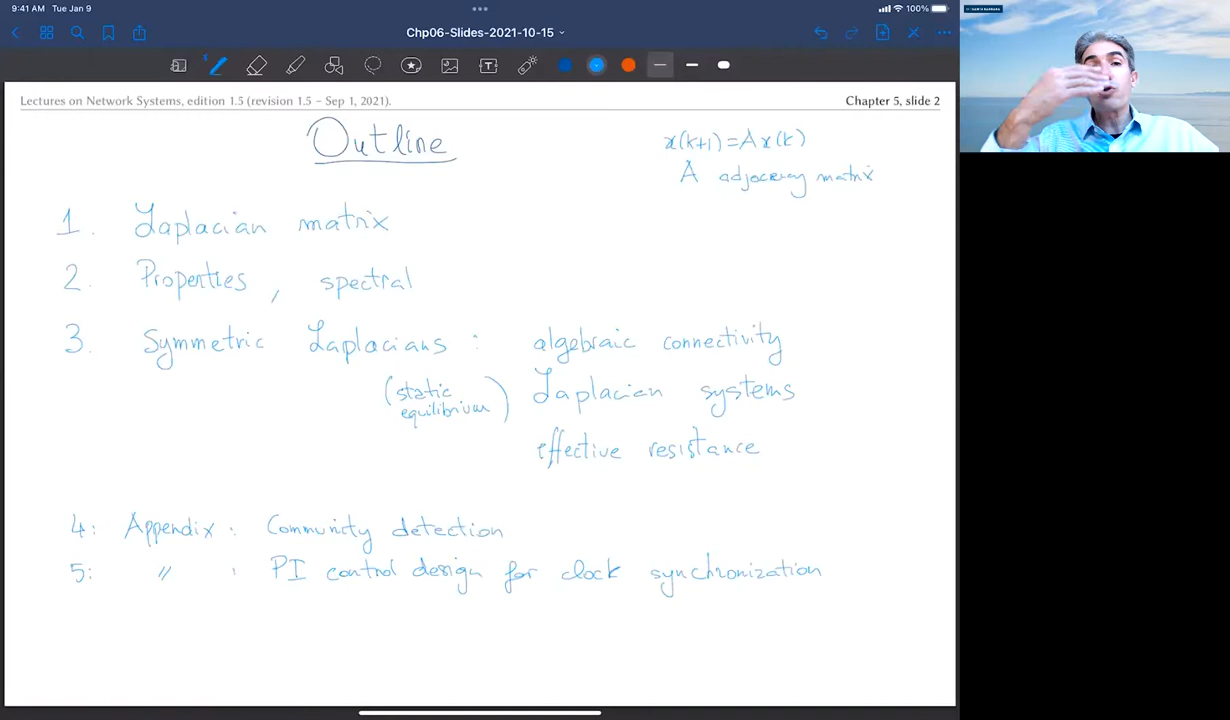 9:41 AM Tue Jan 9
100%
Chp06-Slides-2021-10-15
Lectures on Network Systems, edition 1.5 (revision 1.5 – Sep 1, 2021).
Chapter 5, slide 2
Outline
x(k+1)=Ax(k)
A adjacency matrix
1. Laplacian matrix
2. Properties, spectral
3. Symmetric Laplacians : algebraic connectivity
(static equilibrium) Laplacian systems
effective resistance
4: Appendix : Community detection
5: " : PI control design for clock synchronization